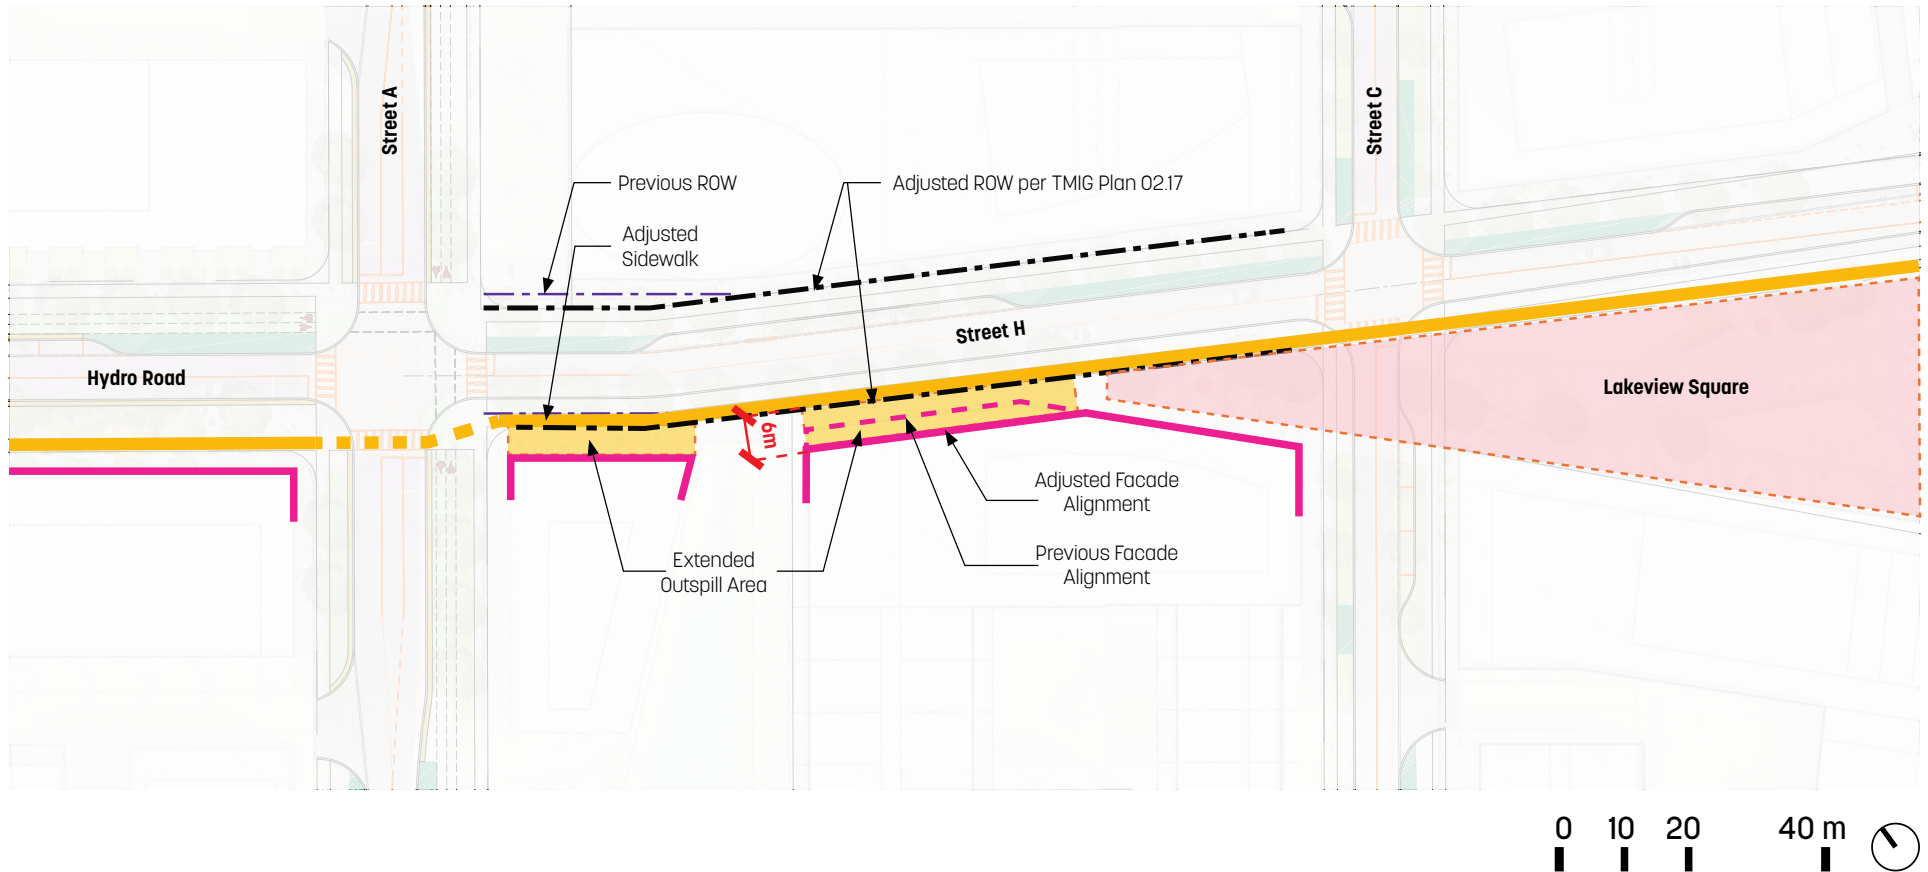 Street A
Street C
Previous ROW
Adjusted ROW per TMIG Plan 02.17
Adjusted
Sidewalk
Street H
Hydro Road
Lakeview Square
6m
Adjusted Facade
Alignment
Extended
Outspill Area
Previous Facade
Alignment
0 10 20 40 m